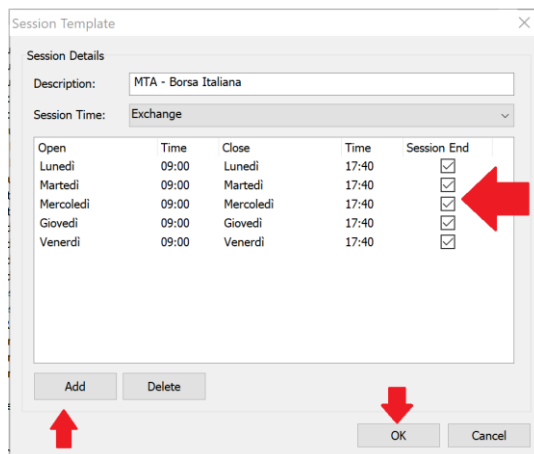 Session Template
Session Details
Description: MTA - Borsa Italiana
Session Time: Exchange
Open Time Close Time Session End
Lunedì 09:00 Lunedì 17:40
Martedì 09:00 Martedì 17:40
Mercoledì 09:00 Mercoledì 17:40
Giovedì 09:00 Giovedì 17:40
Venerdì 09:00 Venerdì 17:40
Add Delete
OK Cancel